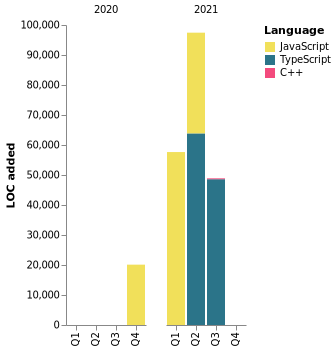 2020 2021
Language
JavaScript
TypeScript
C++
LOC added
100,000
90,000
80,000
70,000
60,000
50,000
40,000
30,000
20,000
10,000
0
Q1 Q2 Q3 Q4 Q1 Q2 Q3 Q4